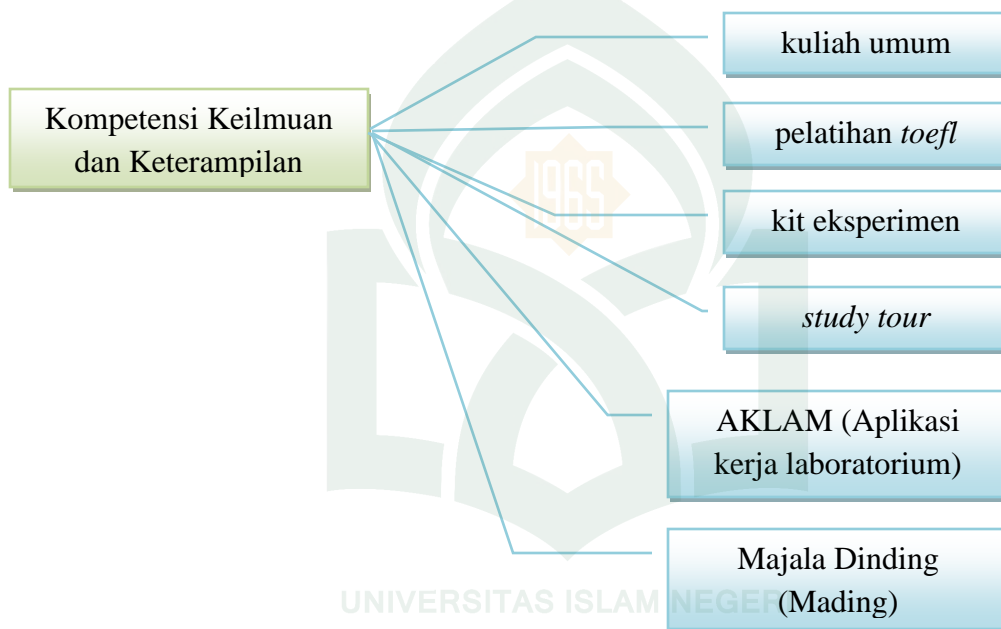 kuliah umum
Kompetensi Keilmuan
dan Keterampilan
pelatihan toefl
1965
kit eksperimen
study tour
AKLAM (Aplikasi
kerja laboratorium)
Majala Dinding
(Mading)
UNIVERSITAS ISLAM NEGERI